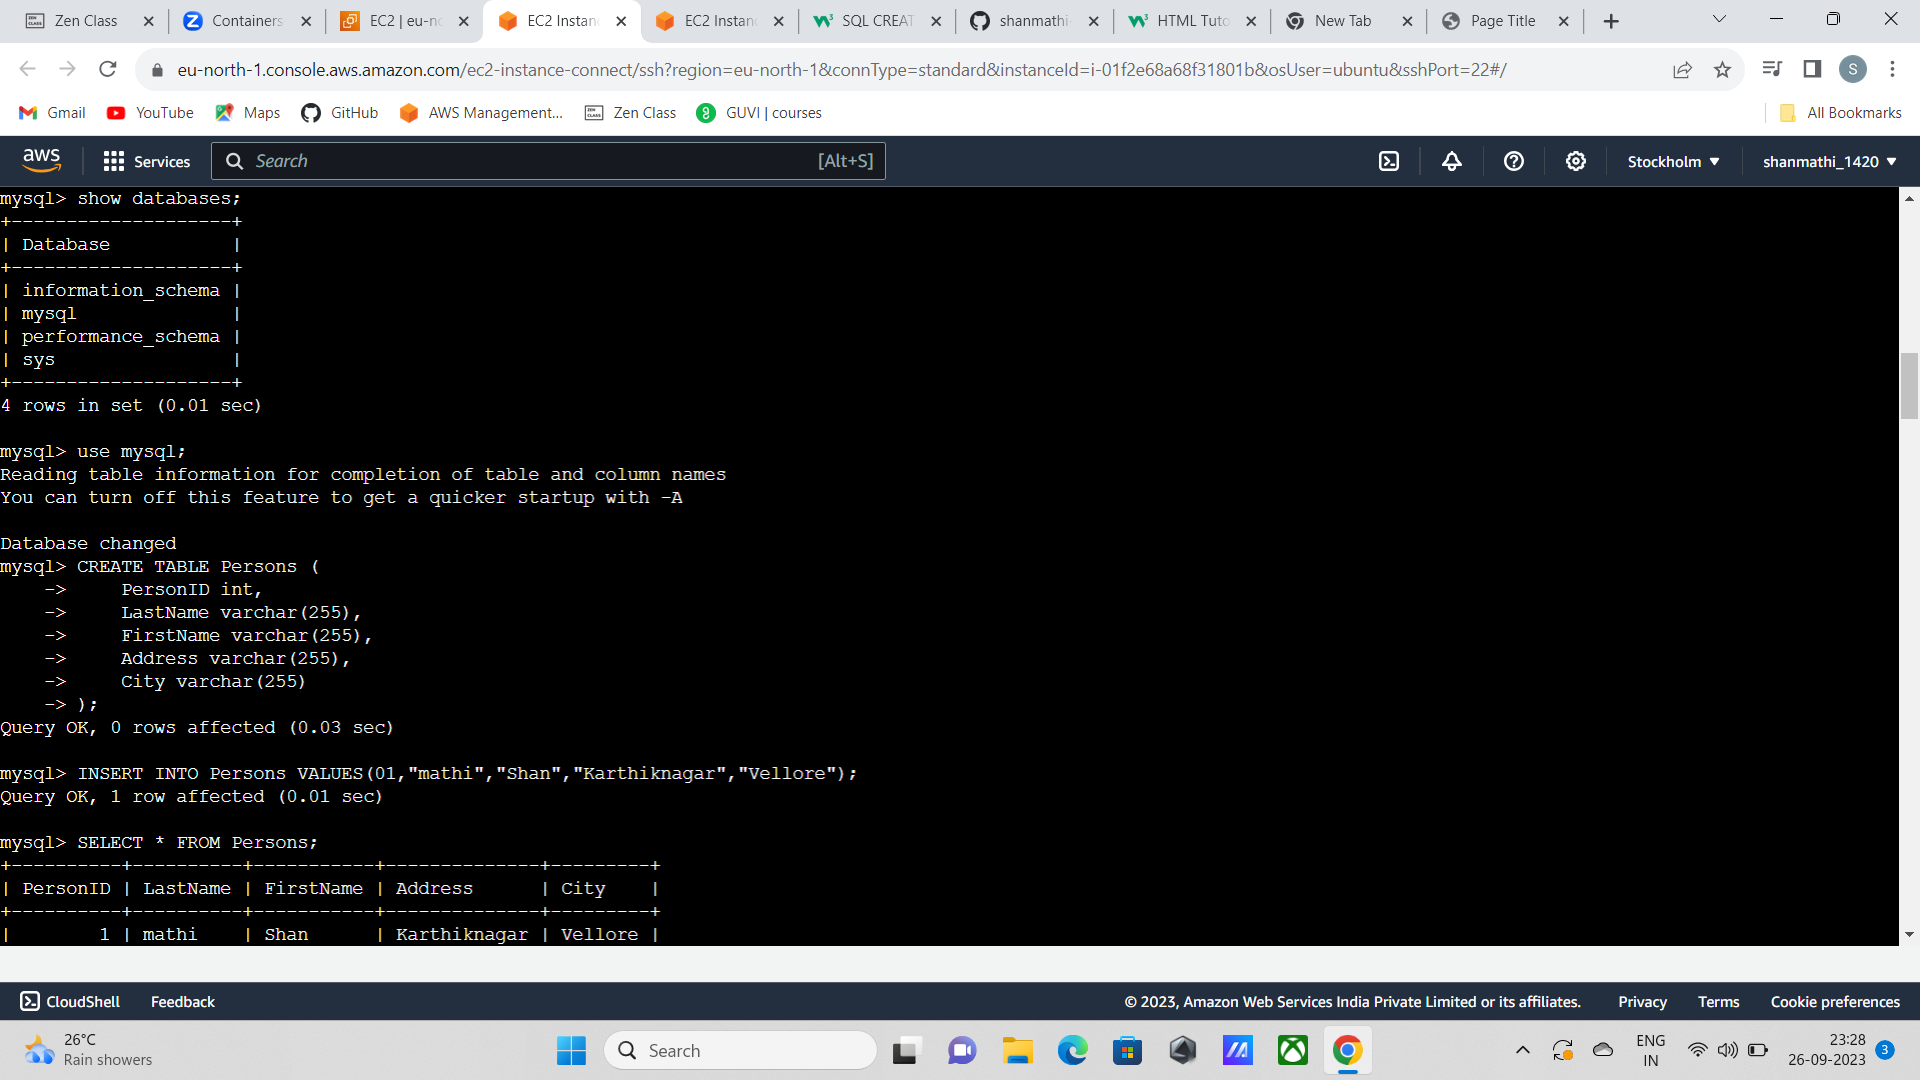 Zen Class
Containers
EC2 | eu-no
EC2 Instanc
EC2 Instanc
SQL CREAT
shanmathi-
HTML Tuto
New Tab
Page Title
eu-north-1.console.aws.amazon.com/ec2-instance-connect/ssh?region=eu-north-1&connType=standard&instanceId=i-01f2e68a68f31801b&osUser=ubuntu&sshPort=22#/
S
Gmail
YouTube
Maps
GitHub
AWS Management...
Zen Class
GUVI | courses
All Bookmarks
aws
Services
Search
[Alt+S]
Stockholm
shanmathi_1420
mysql> show databases;
+--------------------+
| Database           |
+--------------------+
| information_schema |
| mysql              |
| performance_schema |
| sys                |
+--------------------+
4 rows in set (0.01 sec)
mysql> use mysql;
Reading table information for completion of table and column names
You can turn off this feature to get a quicker startup with -A
Database changed
mysql> CREATE TABLE Persons (
    ->     PersonID int,
    ->     LastName varchar(255),
    ->     FirstName varchar(255),
    ->     Address varchar(255),
    ->     City varchar(255)
    -> );
Query OK, 0 rows affected (0.03 sec)
mysql> INSERT INTO Persons VALUES(01,"mathi","Shan","Karthiknagar","Vellore");
Query OK, 1 row affected (0.01 sec)
mysql> SELECT * FROM Persons;
+----------+----------+-----------+--------------+---------+
| PersonID | LastName | FirstName | Address      | City    |
+----------+----------+-----------+--------------+---------+
|        1 | mathi    | Shan      | Karthiknagar | Vellore |
CloudShell
Feedback
© 2023, Amazon Web Services India Private Limited or its affiliates.
Privacy
Terms
Cookie preferences
26°C
Rain showers
Search
ENG
IN
23:28
26-09-2023
3